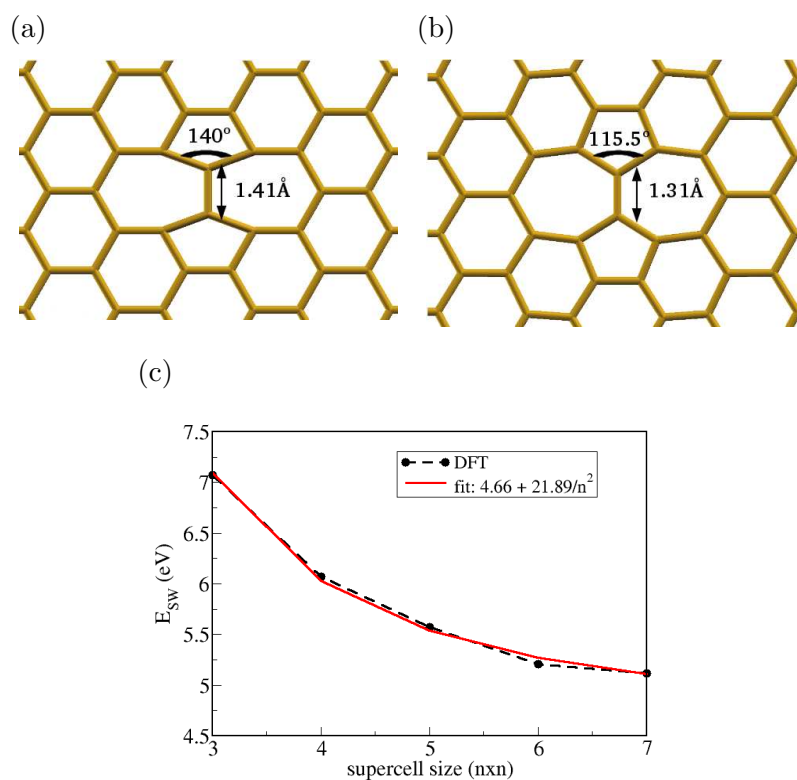 (a)
(b)
140°
1.41Å
115.5°
1.31Å
(c)
7.5
7
6.5
6
5.5
5
4.5
E_SW (eV)
DFT
fit: 4.66 + 21.89/n²
3 4 5 6 7
supercell size (nxn)